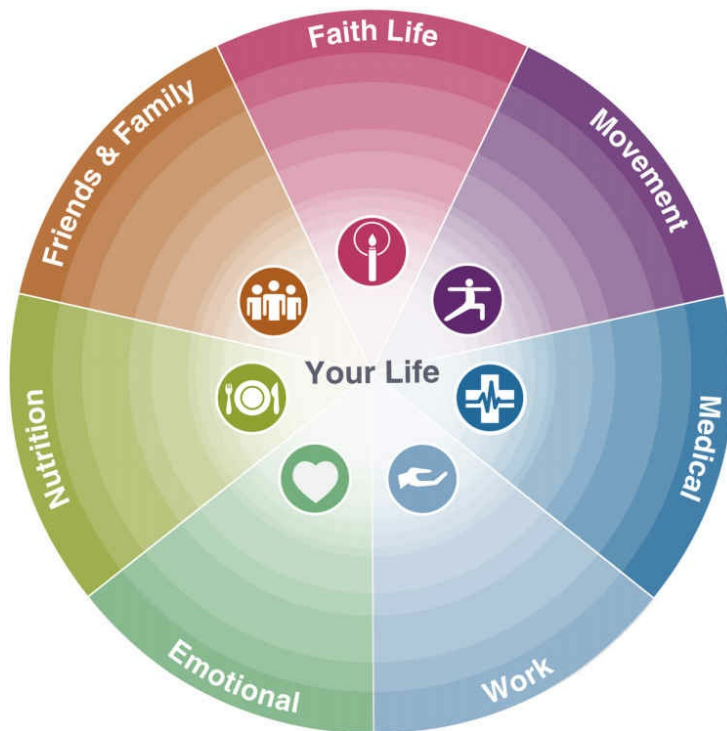 Faith Life
Movement
Medical
Work
Emotional
Nutrition
Friends & Family
Your Life